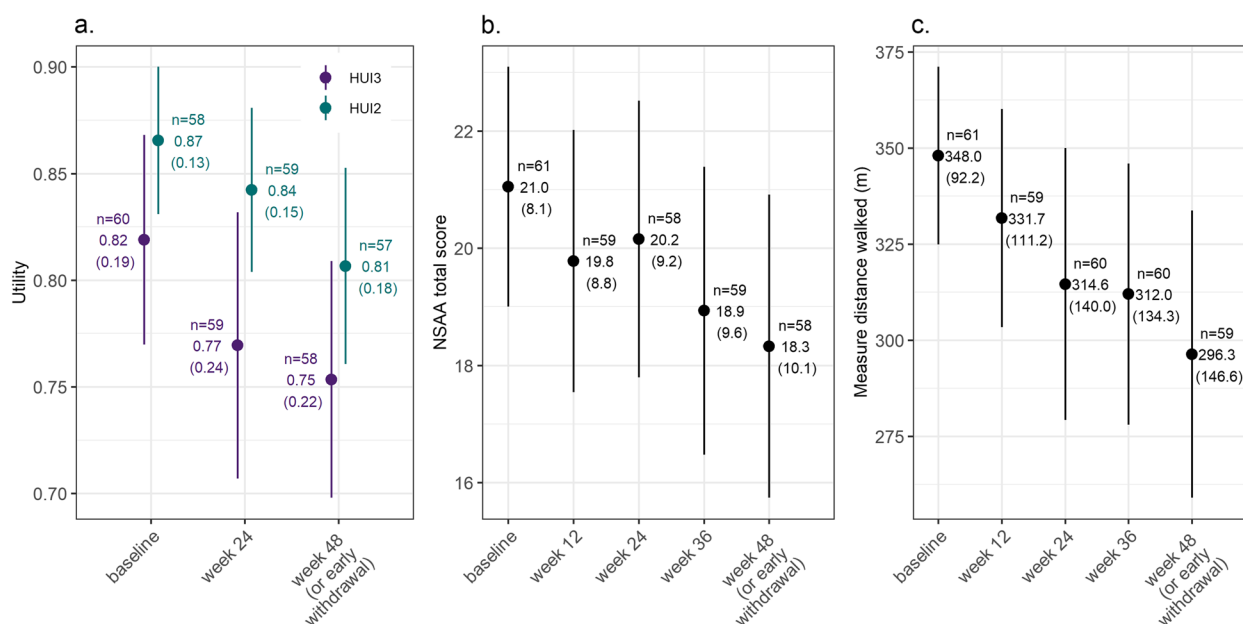 a.
Utility
0.90
0.85
0.80
0.75
0.70
HUI3
HUI2
n=58
0.87
(0.13)
n=60
0.82
(0.19)
n=59
0.84
(0.15)
n=59
0.77
(0.24)
n=57
0.81
(0.18)
n=58
0.75
(0.22)
baseline
week 24
week 48
(or early
withdrawal)
b.
NSAA total score
22
20
18
16
n=61
21.0
(8.1)
n=59
19.8
(8.8)
n=58
20.2
(9.2)
n=59
18.9
(9.6)
n=58
18.3
(10.1)
baseline
week 12
week 24
week 36
week 48
(or early
withdrawal)
c.
Measure distance walked (m)
375
350
325
300
275
n=61
348.0
(92.2)
n=59
331.7
(111.2)
n=60
314.6
(140.0)
n=60
312.0
(134.3)
n=59
296.3
(146.6)
baseline
week 12
week 24
week 36
week 48
(or early
withdrawal)